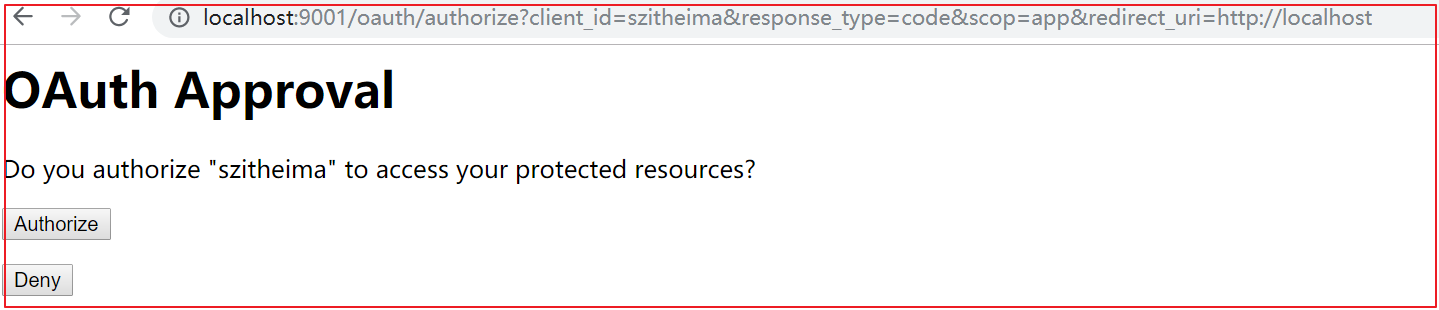 localhost:9001/oauth/authorize?client_id=szitheima&response_type=code&scop=app&redirect_uri=http://localhost
OAuth Approval
Do you authorize "szitheima" to access your protected resources?
Authorize
Deny